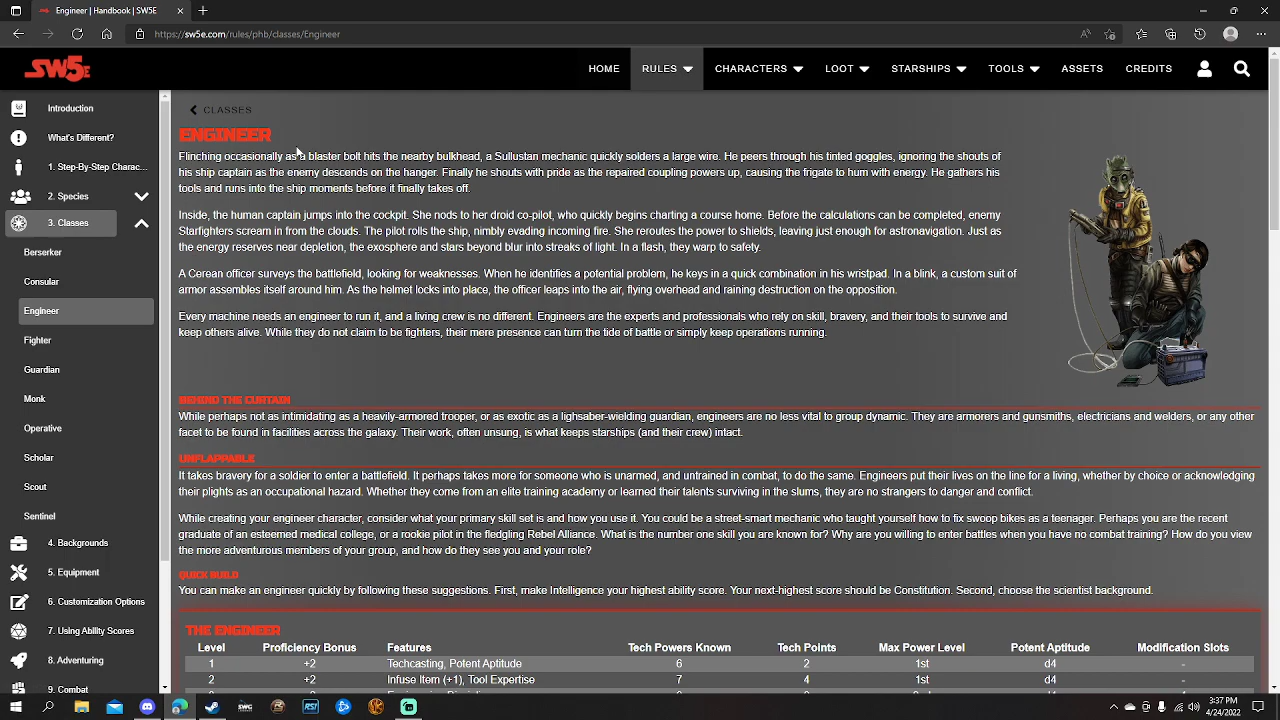 Engineer | Handbook | SW5E
https://sw5e.com/rules/phb/classes/Engineer
SW5E
HOME
RULES
CHARACTERS
LOOT
STARSHIPS
TOOLS
ASSETS
CREDITS
Introduction
What's Different?
1. Step-By-Step Charac...
2. Species
3. Classes
Berserker
Consular
Engineer
Fighter
Guardian
Monk
Operative
Scholar
Scout
Sentinel
4. Backgrounds
5. Equipment
6. Customization Options
7. Using Ability Scores
8. Adventuring
9. Combat
CLASSES
ENGINEER
Flinching occasionally as a blaster bolt hits the nearby bulkhead, a Sullustan mechanic quickly solders a large wire. He peers through his tinted goggles, ignoring the shouts of
his ship captain as the enemy descends on the hangar. Finally he shouts with pride as the repaired coupling powers up, causing the frigate to hum with energy. He gathers his
tools and runs into the ship moments before it finally takes off.
Inside, the human captain jumps into the cockpit. She nods to her droid co-pilot, who quickly begins charting a course home. Before the calculations can be completed, enemy
Starfighters scream in from the clouds. The pilot rolls the ship, nimbly evading incoming fire. She reroutes the power to shields, leaving just enough for astronavigation. Just as
the energy reserves near depletion, the exosphere and stars beyond blur into streaks of light. In a flash, they warp to safety.
A Corean officer surveys the battlefield, looking for weaknesses. When he identifies a potential problem, he keys in a quick combination in his wristpad. In a blink, a custom suit of
armor assembles itself around him. As the helmet locks into place, the officer leaps into the air, flying overhead and raining destruction on the opposition.
Every machine needs an engineer to run it, and a living crew is no different. Engineers are the experts and professionals who rely on skill, bravery, and their tools to survive and
keep others alive. While they do not claim to be fighters, their mere presence can turn the tide of battle or simply keep operations running.
BEHIND THE CURTAIN
While perhaps not as intimidating as a heavily-armored trooper, or as exotic as a lighsaber-wielding guardian, engineers are no less vital to group dynamic. They are armorers and gunsmiths, electricians and welders, or any other
facet to be found in facilities across the galaxy. Their work, often unsung, is what keeps starships (and their crew) intact.
UNFLAPPABLE
It takes bravery for a soldier to enter a battlefield. It perhaps takes more for someone who is unarmed, and untrained in combat, to do the same. Engineers put their lives on the line for a living, whether by choice or acknowledging
their plights as an occupational hazard. Whether they come from an elite training academy or learned their talents surviving in the slums, they are no strangers to danger and conflict.
While creating your engineer character, consider what your primary skill set is and how you use it. You could be a street-smart mechanic who taught yourself how to fix swoop bikes as a teenager. Perhaps you are the recent
graduate of an esteemed medical college, or a rookie pilot in the fledgling Rebel Alliance. What is the number one skill you are known for? Why are you willing to enter battles when you have no combat training? How do you view
the more adventurous members of your group, and how do they see you and your role?
QUICK BUILD
You can make an engineer quickly by following these suggestions. First, make Intelligence your highest ability score. Your next-highest score should be Constitution. Second, choose the scientist background.
THE ENGINEER
Level Proficiency Bonus Features Tech Powers Known Tech Points Max Power Level Potent Aptitude Modification Slots
1 +2 Techcasting, Potent Aptitude 6 2 1st d4 -
2 +2 Infuse Item (+1), Tool Expertise 7 4 1st d4 -
SWG
RSI
3:37 PM
4/24/2022